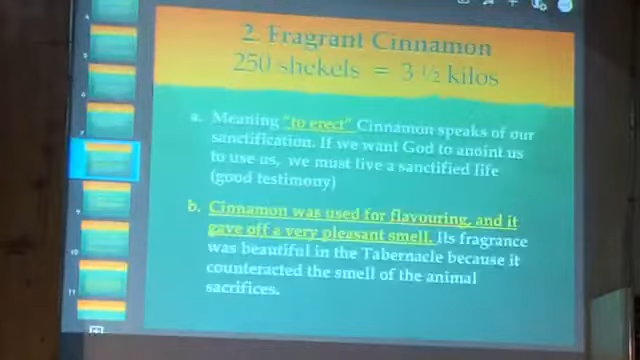 2. Fragrant Cinnamon
250 shekels = 3 ½ kilos
a. Meaning "to erect" Cinnamon speaks of our
sanctification. If we want God to anoint us
to use us, we must live a sanctified life
(good testimony)
b. Cinnamon was used for flavouring, and it
gave off a very pleasant smell. Its fragrance
was beautiful in the Tabernacle because it
counteracted the smell of the animal
sacrifices.